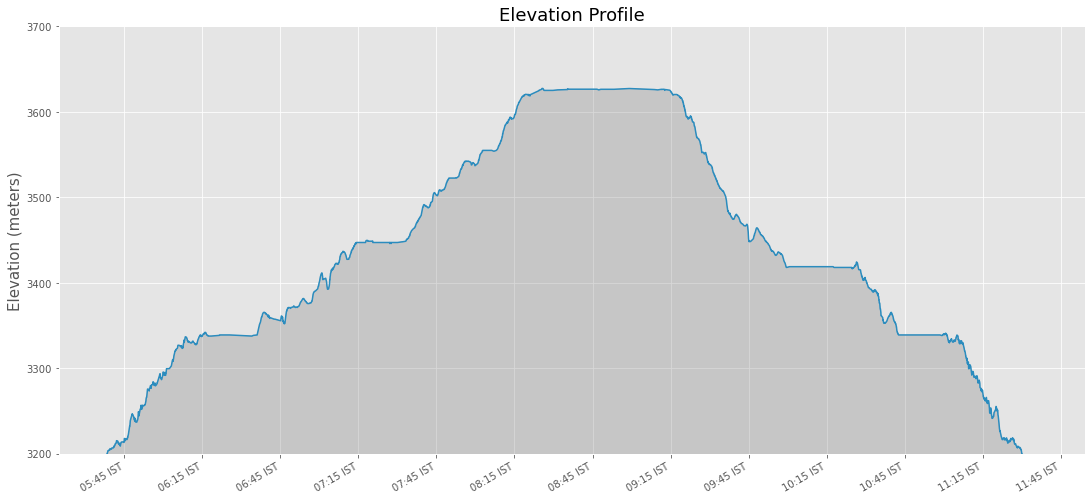 Elevation Profile
Elevation (meters)
3700
3600
3500
3400
3300
3200
05:45 IST
06:15 IST
06:45 IST
07:15 IST
07:45 IST
08:15 IST
08:45 IST
09:15 IST
09:45 IST
10:15 IST
10:45 IST
11:15 IST
11:45 IST